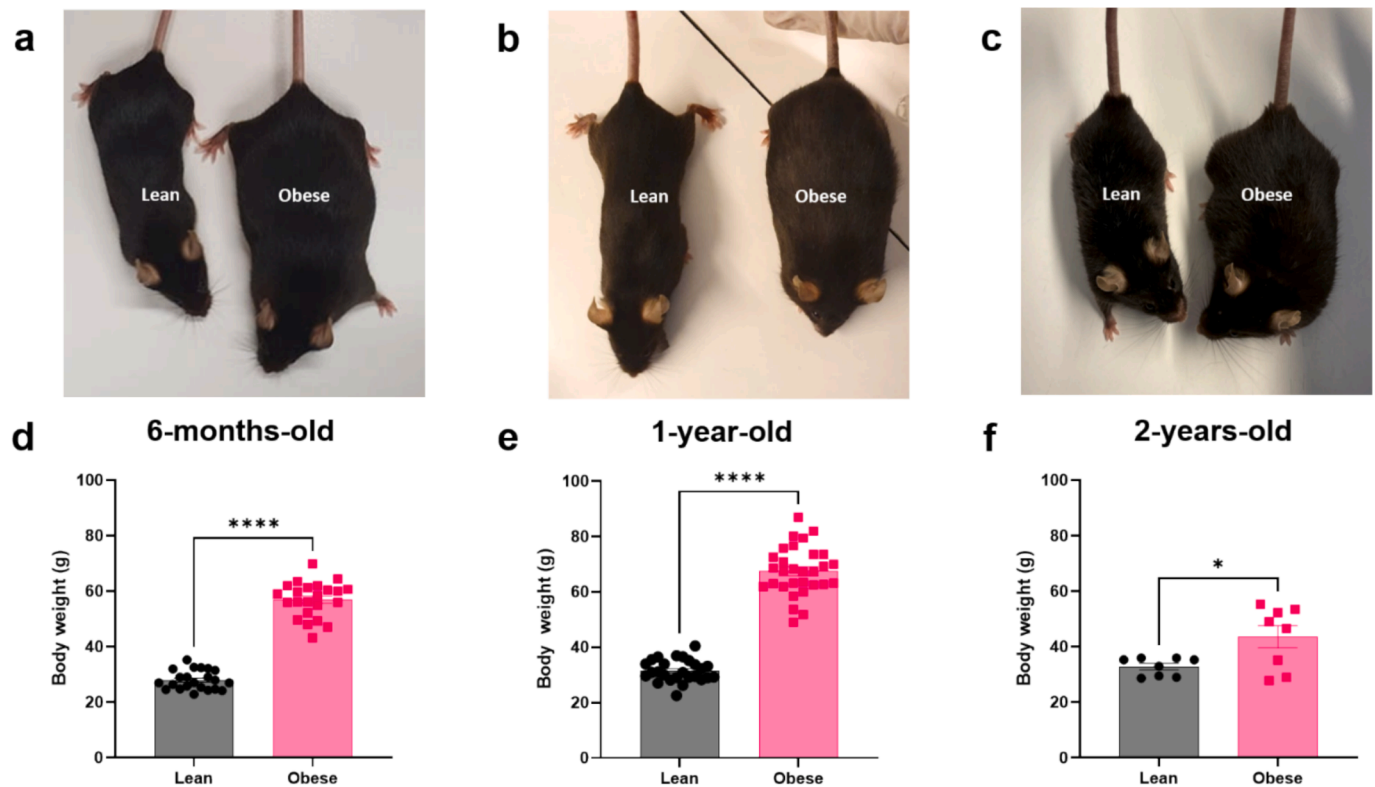 a
b
c
Lean
Obese
Lean
Obese
Lean
Obese
d
6-months-old
Body weight (g)
100
80
60
40
20
0
****
Lean
Obese
e
1-year-old
Body weight (g)
100
80
60
40
20
0
****
Lean
Obese
f
2-years-old
Body weight (g)
100
80
60
40
20
0
*
Lean
Obese